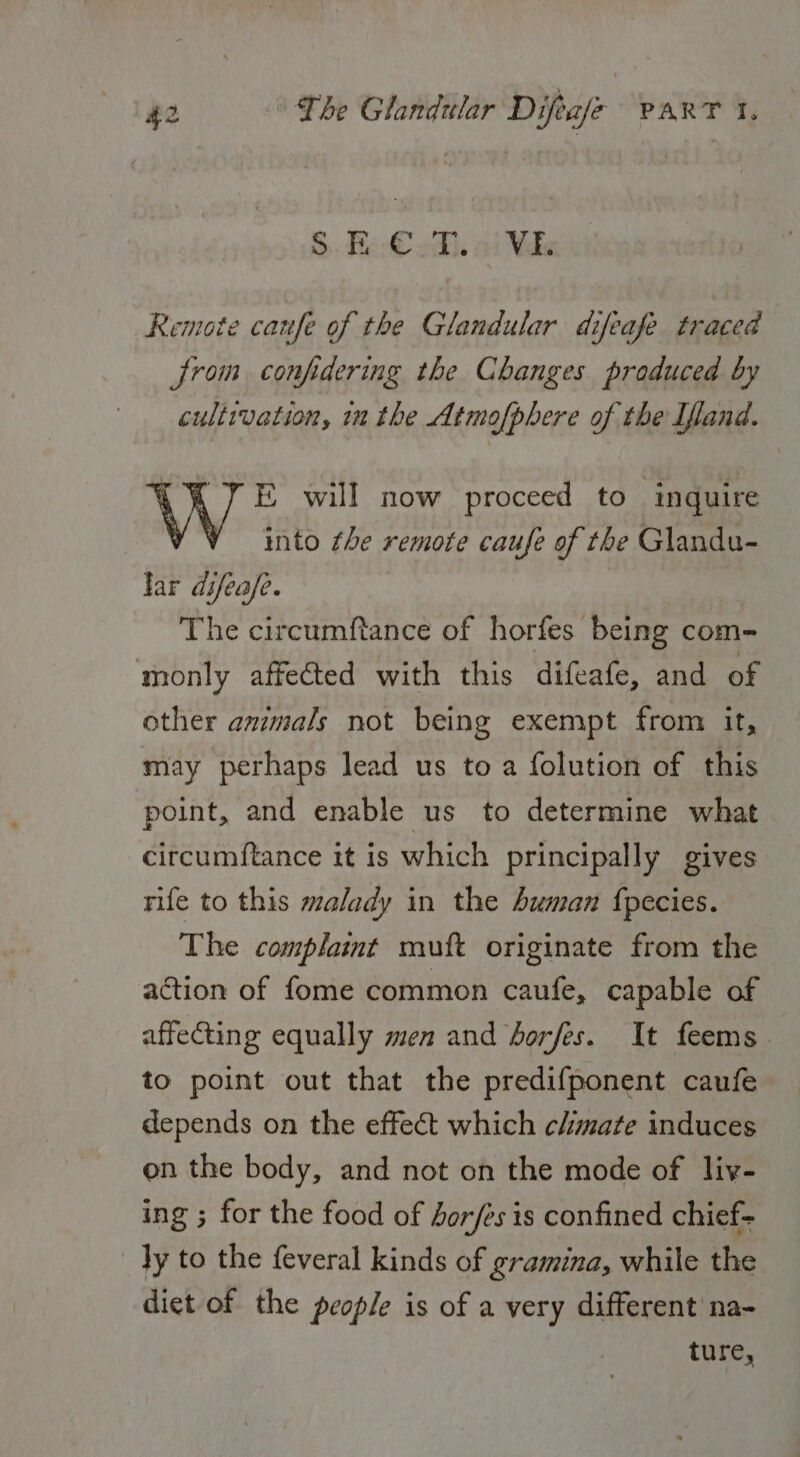 42 The Glandular Difeafe PART I.
SECT. VI.
Remote caufe of the Glandular difeafe traced
from confidering the Changes produced by
cultivation, in the Atmofphere of the Ifland.
WE will now proceed to inquire
into the remote caufe of the Glandu-
lar difeafe.
The circumftance of horfes being com-
monly affected with this difeafe, and of
other animals not being exempt from it,
may perhaps lead us to a folution of this
point, and enable us to determine what
circumftance it is which principally gives
rife to this malady in the human fpecies.
The complaint muft originate from the
action of fome common caufe, capable of
affecting equally men and horfes. It feems
to point out that the predifponent caufe
depends on the effect which climate induces
on the body, and not on the mode of liv-
ing ; for the food of horfes is confined chief-
ly to the feveral kinds of gramina, while the
diet of the people is of a very different na-
ture,